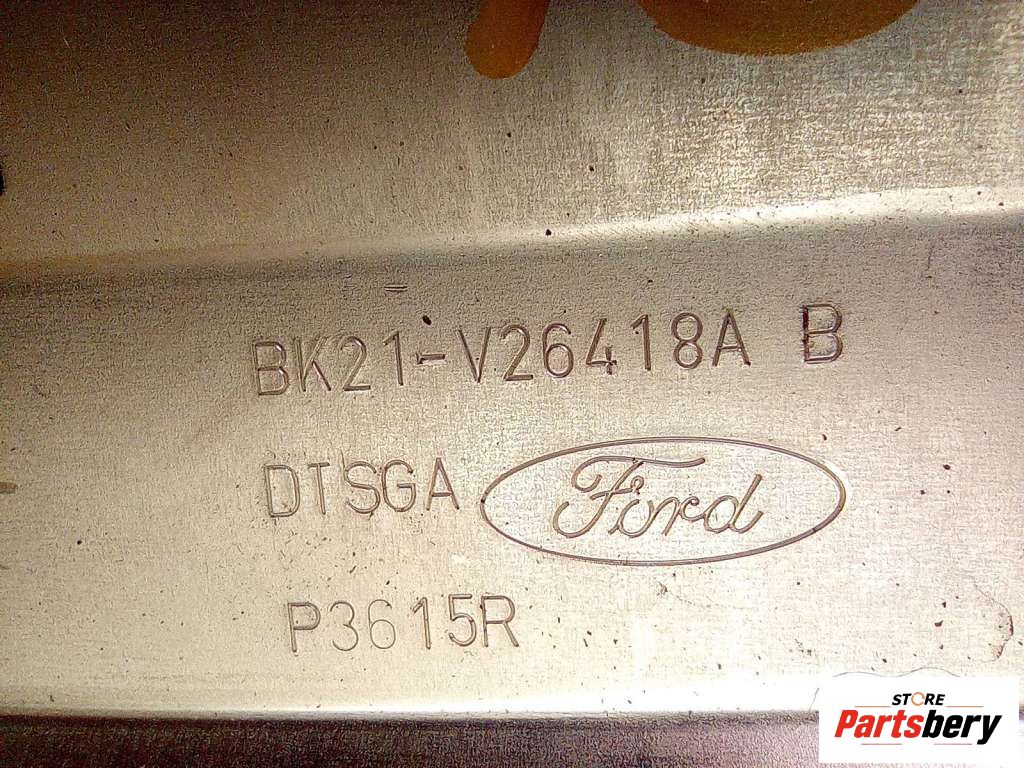 BK21-V26418A B
DTSGA Ford
P3615R
STORE
Partsbery